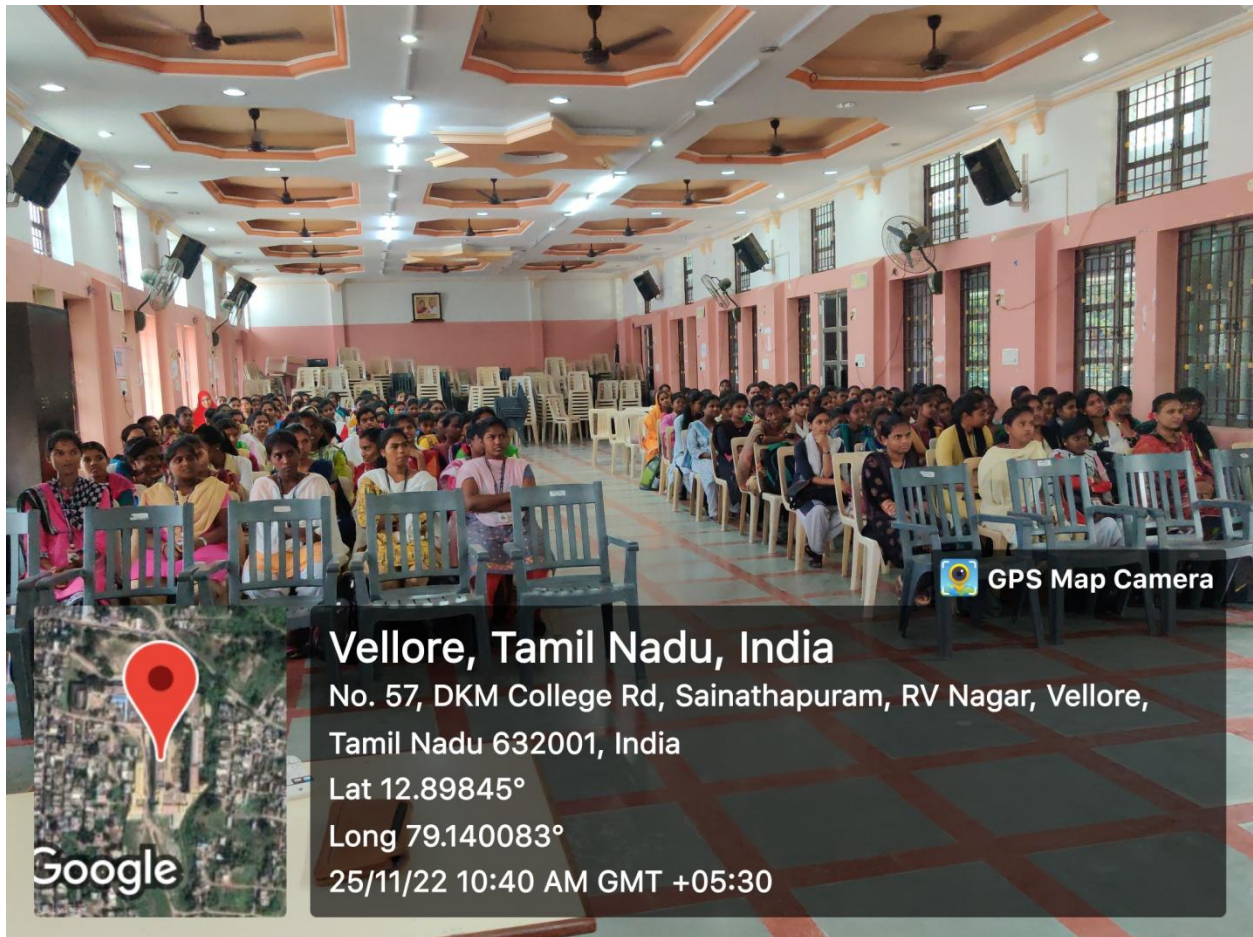 GPS Map Camera
Vellore, Tamil Nadu, India
No. 57, DKM College Rd, Sainathapuram, RV Nagar, Vellore,
Tamil Nadu 632001, India
Lat 12.89845°
Long 79.140083°
25/11/22 10:40 AM GMT +05:30
Google